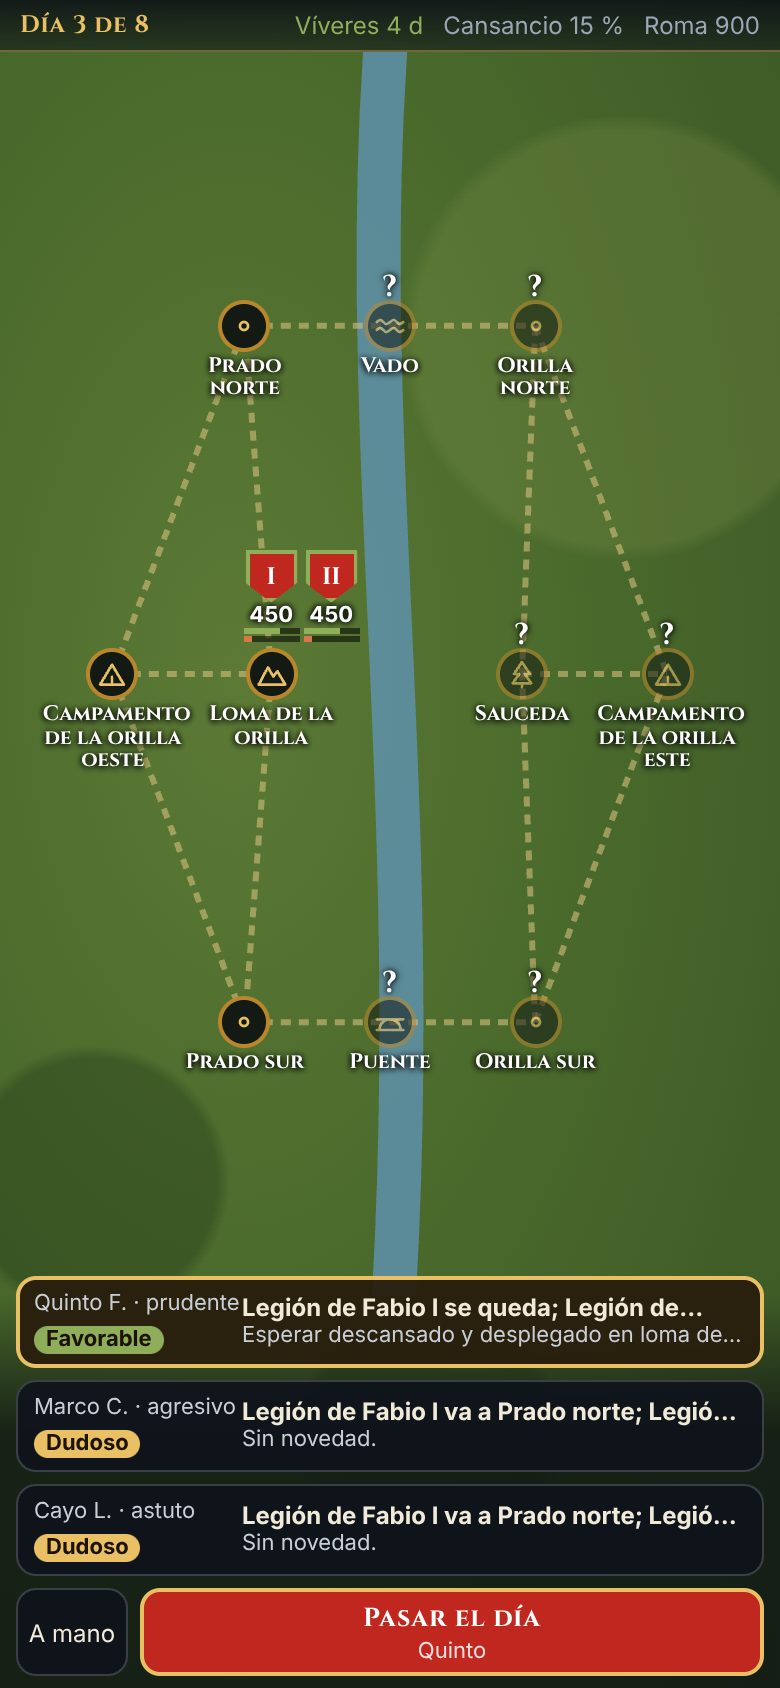 Día 3 de 8
Víveres 4 d Cansancio 15 % Roma 900
? ?
Prado norte
Vado
Orilla norte
I II
450 450
? ?
Campamento de la orilla oeste
Loma de la orilla
Sauceda
Campamento de la orilla este
? ?
Prado sur
Puente
Orilla sur
Quinto F. · prudente
Favorable
Legión de Fabio I se queda; Legión de...
Esperar descansado y desplegado en loma de...
Marco C. · agresivo
Dudoso
Legión de Fabio I va a Prado norte; Legió...
Sin novedad.
Cayo L. · astuto
Dudoso
Legión de Fabio I va a Prado norte; Legió...
Sin novedad.
A mano
Pasar el día
Quinto